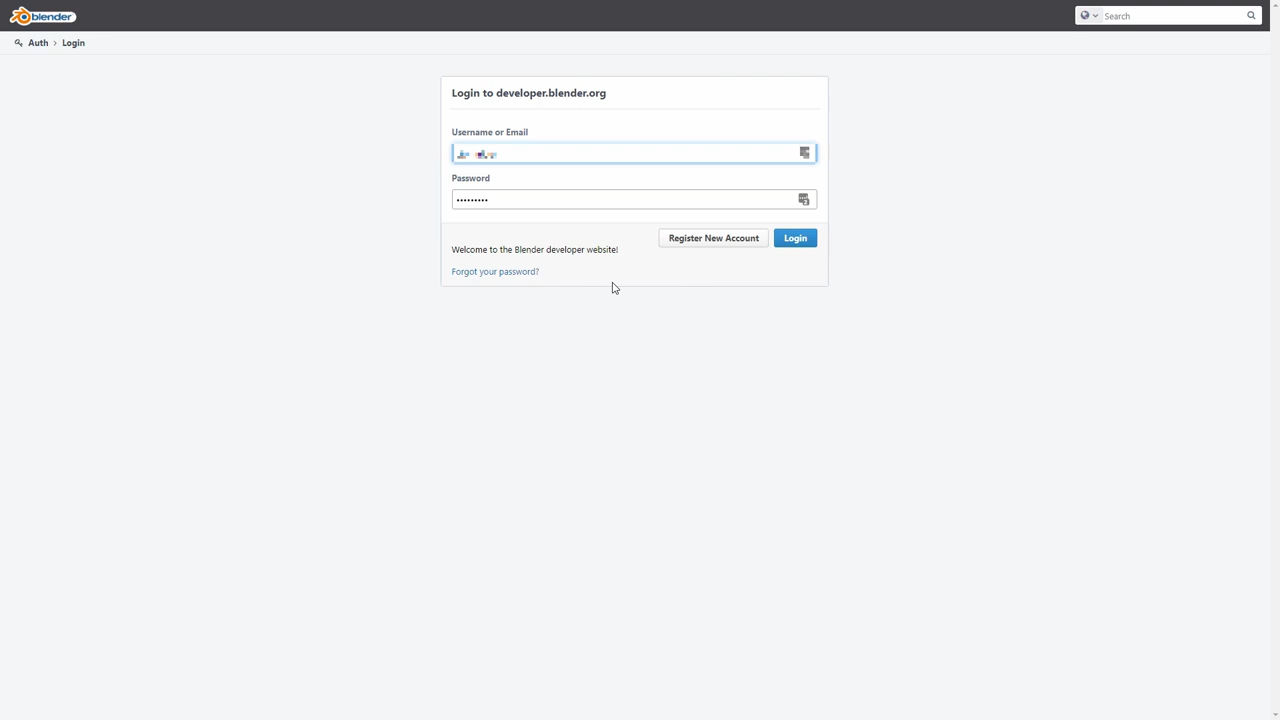 blender
Search
Auth › Login
Login to developer.blender.org
Username or Email
Password
•••••••••
Register New Account
Login
Welcome to the Blender developer website!
Forgot your password?